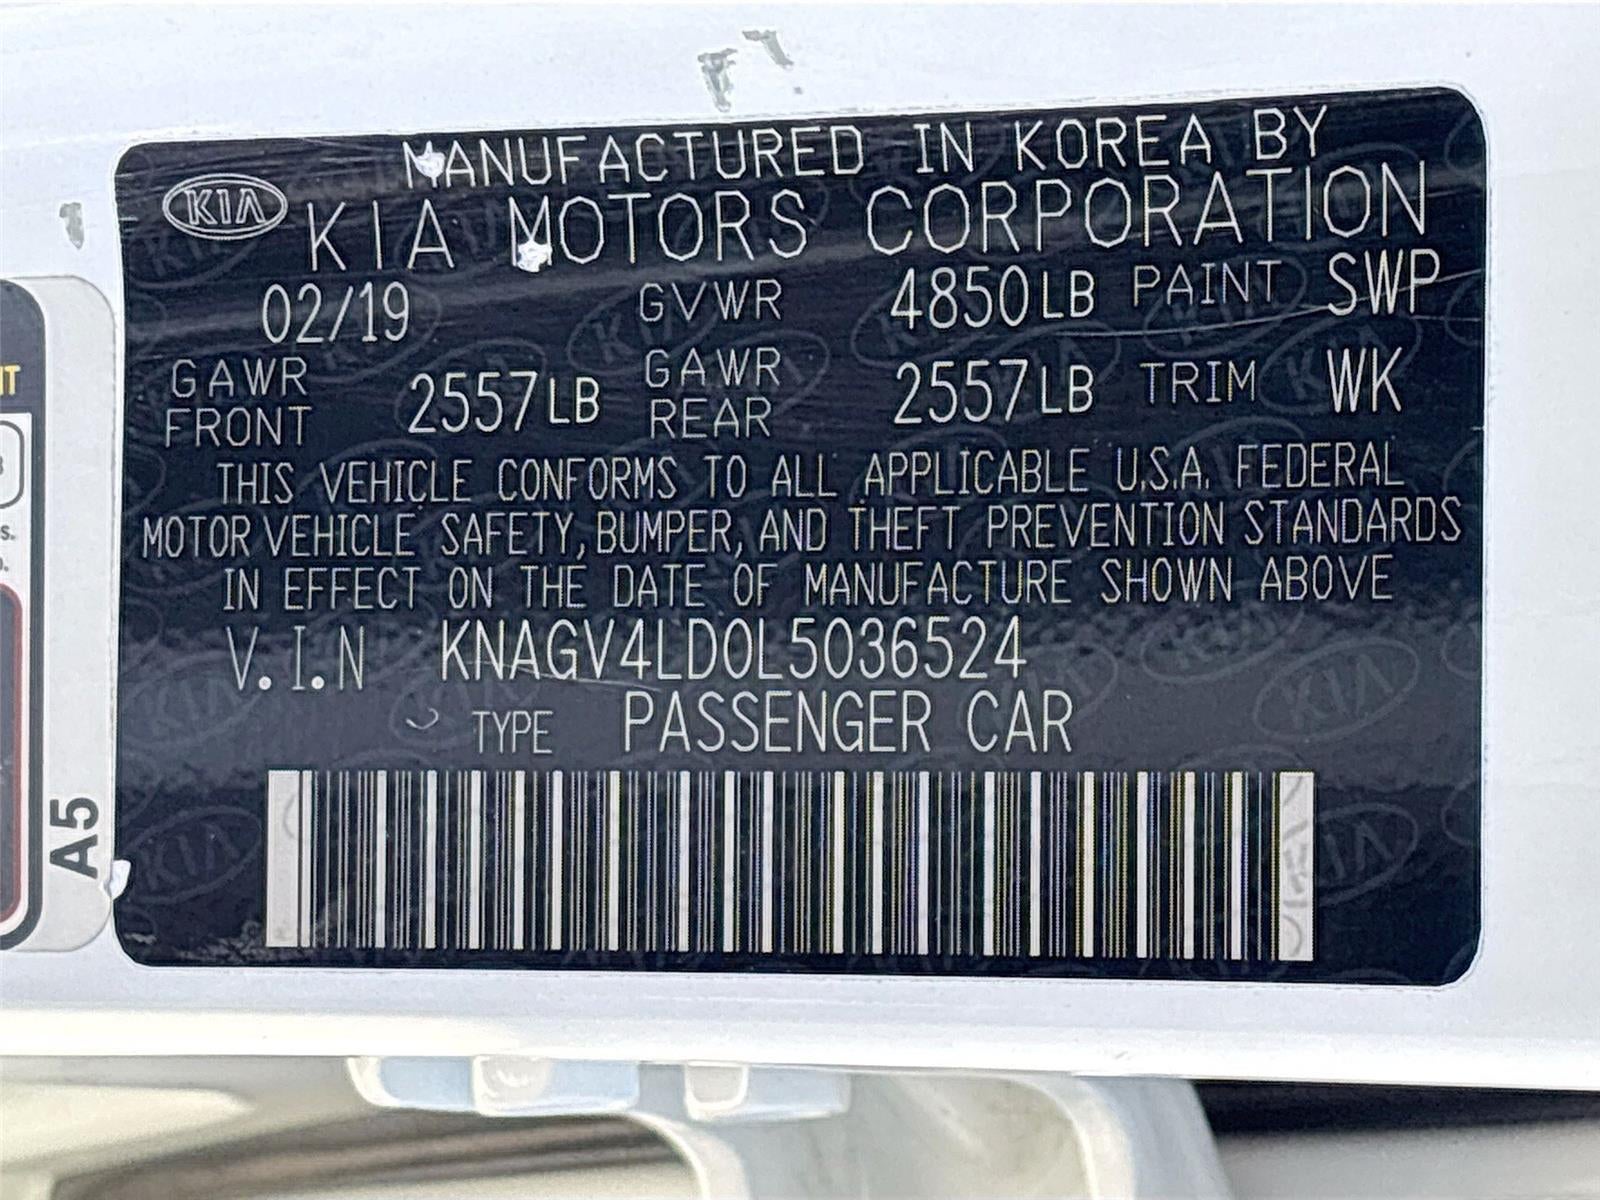 MANUFACTURED IN KOREA BY
KIA KIA MOTORS CORPORATION
02/19 GVWR 4850LB PAINT SWP
GAWR FRONT 2557LB GAWR REAR 2557LB TRIM WK
THIS VEHICLE CONFORMS TO ALL APPLICABLE U.S.A. FEDERAL
MOTOR VEHICLE SAFETY, BUMPER, AND THEFT PREVENTION STANDARDS
IN EFFECT ON THE DATE OF MANUFACTURE SHOWN ABOVE
V.I.N KNAGV4LD0L5036524
TYPE PASSENGER CAR
A5